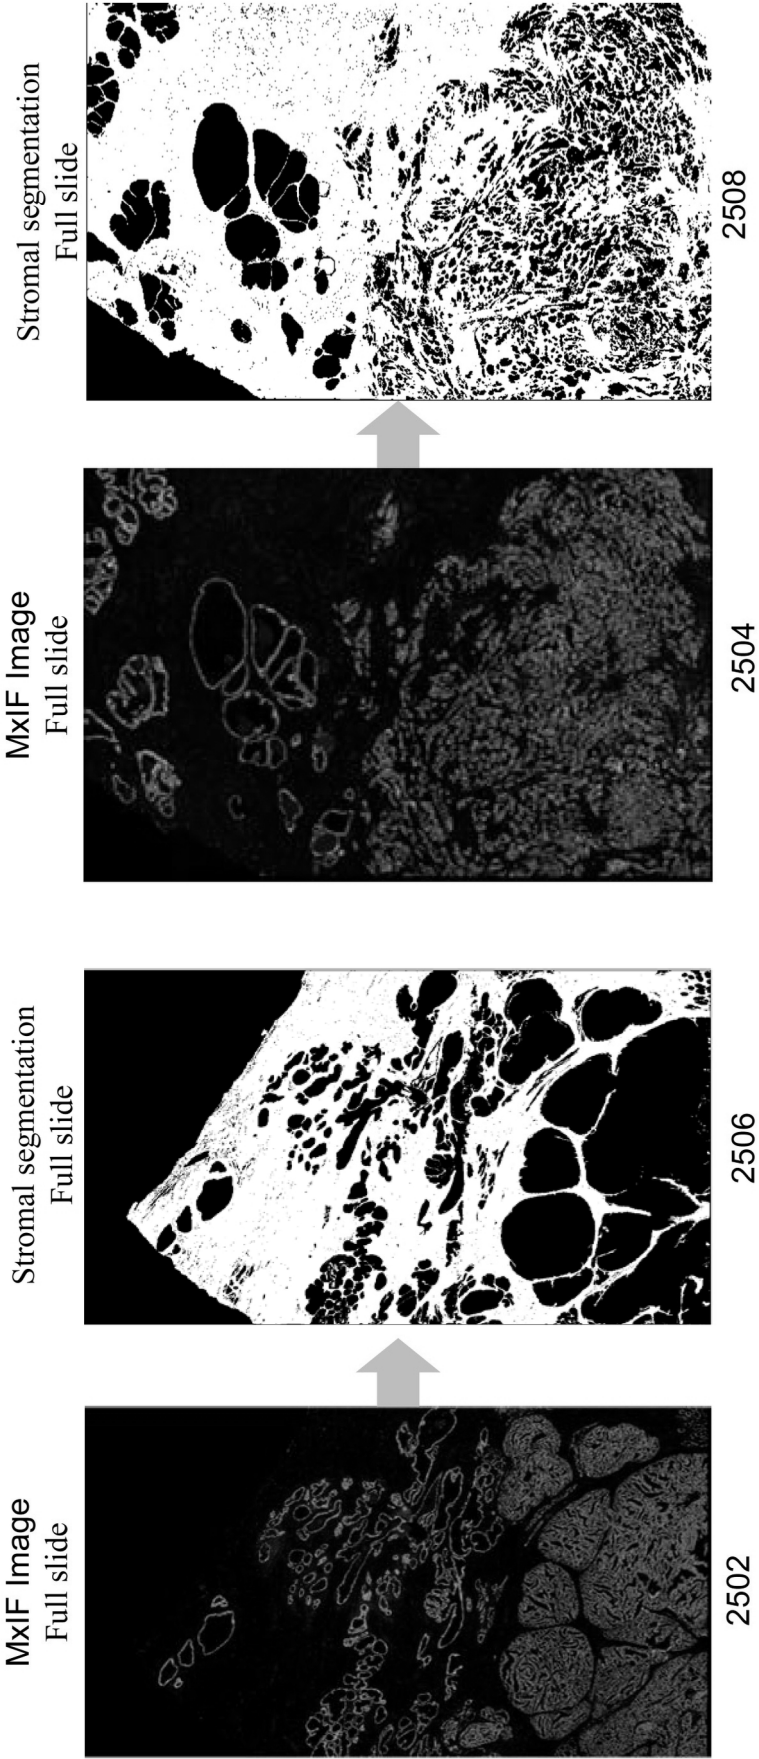 MxIF Image
Full slide
2502
Stromal segmentation
Full slide
2506
MxIF Image
Full slide
2504
Stromal segmentation
Full slide
2508